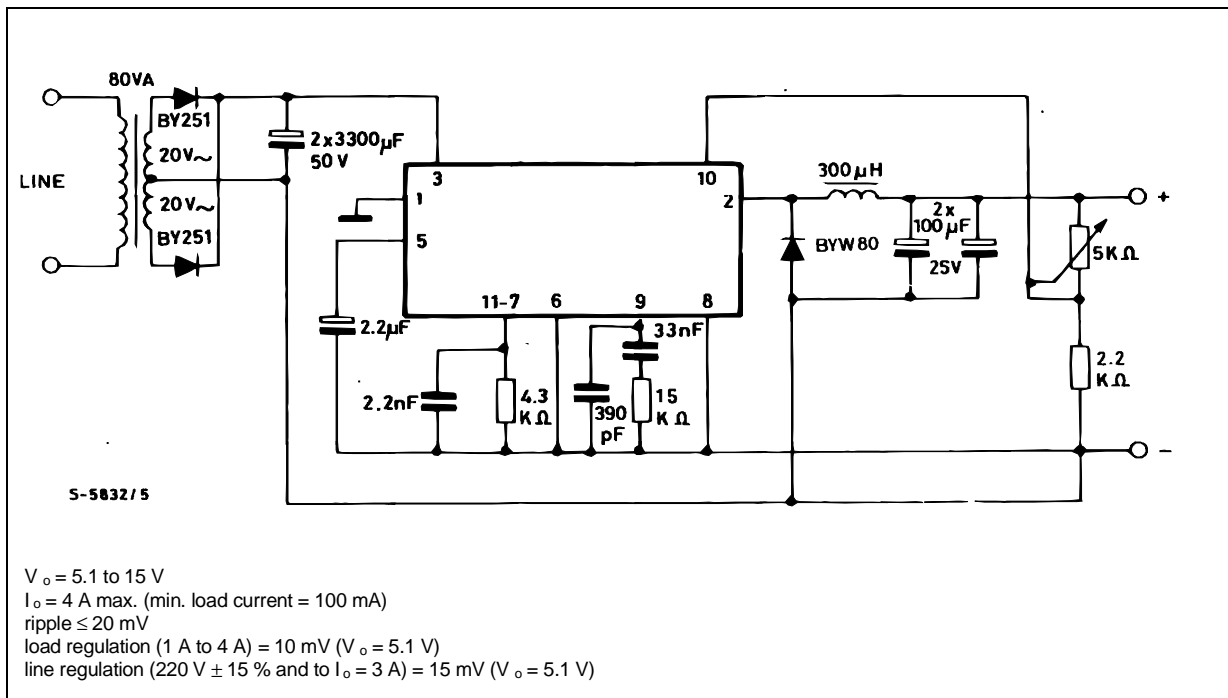 80VA
BY251
20V~
LINE
20V~
BY251
2x3300µF
50 V
3
10
1
2
5
300µH
2x
100µF
25V
BYW80
+
5KΩ
11-7
6
9
8
2.2µF
33nF
2.2nF
4.3
KΩ
390
pF
15
KΩ
2.2
KΩ
-
S-5832/5
V o = 5.1 to 15 V
I o = 4 A max. (min. load current = 100 mA)
ripple ≤ 20 mV
load regulation (1 A to 4 A) = 10 mV (V o = 5.1 V)
line regulation (220 V ± 15 % and to I o = 3 A) = 15 mV (V o = 5.1 V)